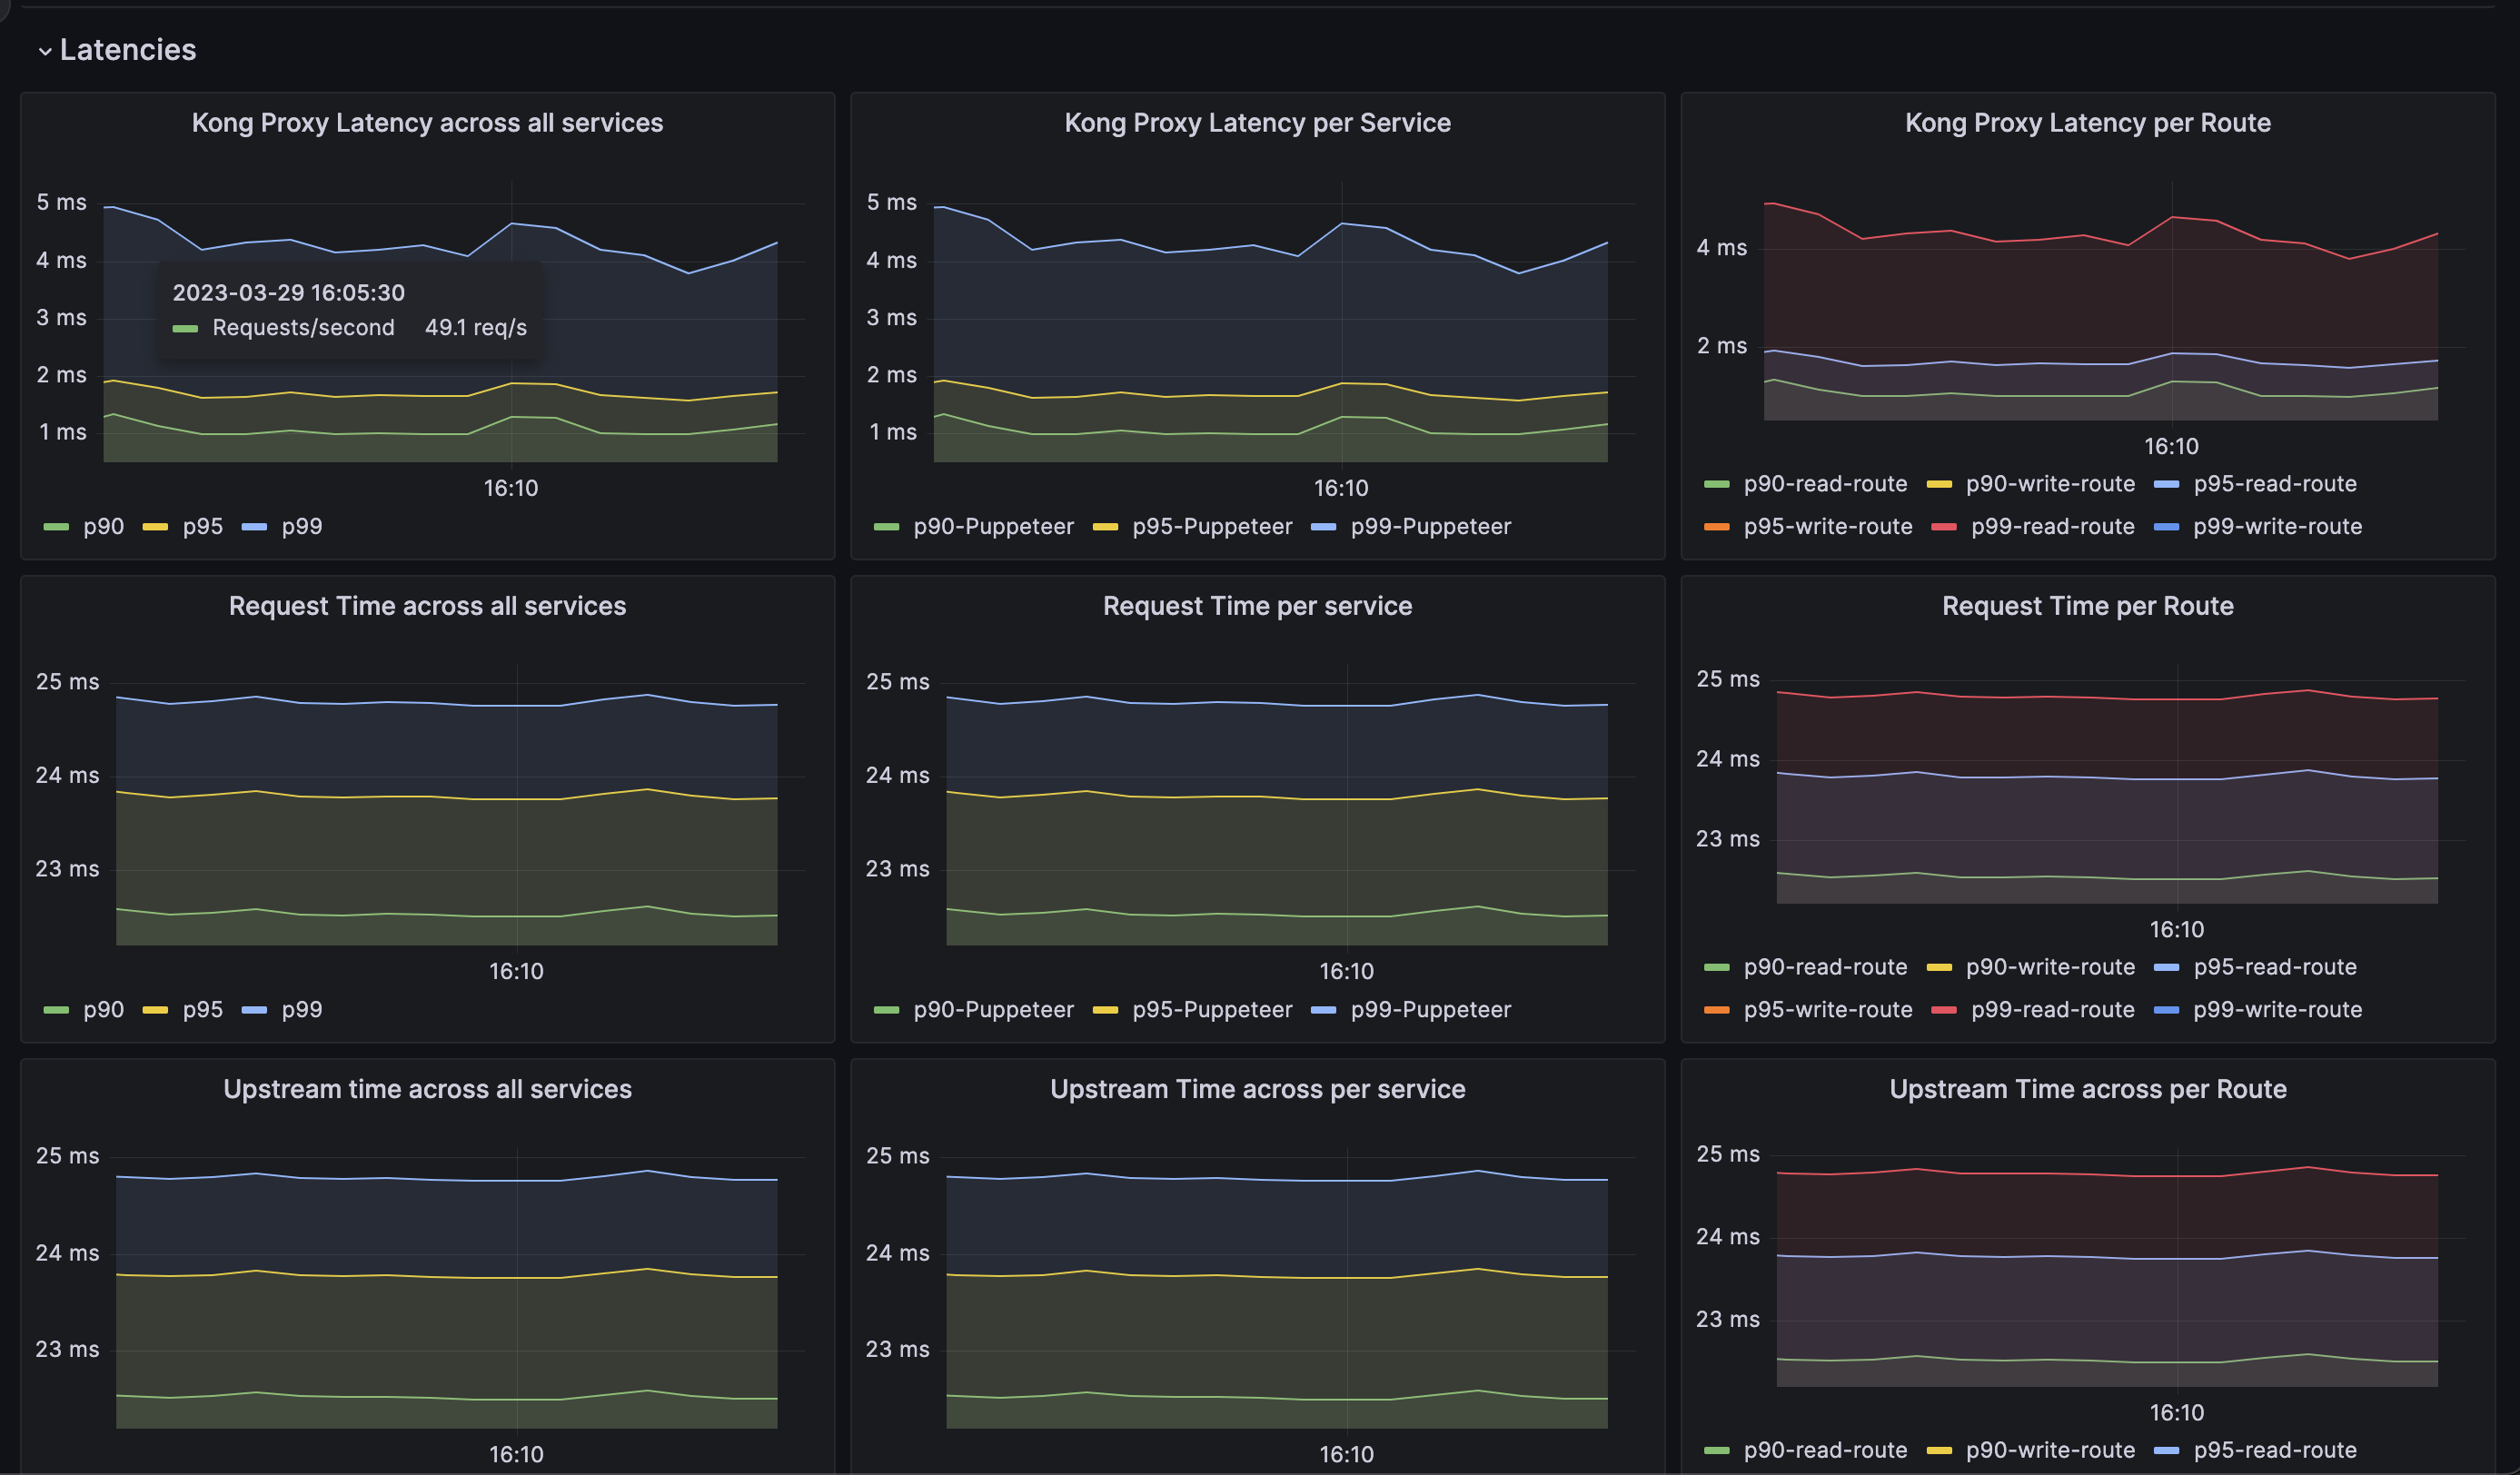 Latencies
Kong Proxy Latency across all services
5 ms
4 ms
3 ms
2 ms
1 ms
2023-03-29 16:05:30
Requests/second 49.1 req/s
16:10
p90 p95 p99
Kong Proxy Latency per Service
5 ms
4 ms
3 ms
2 ms
1 ms
16:10
p90-Puppeteer p95-Puppeteer p99-Puppeteer
Kong Proxy Latency per Route
4 ms
2 ms
16:10
p90-read-route p90-write-route p95-read-route
p95-write-route p99-read-route p99-write-route
Request Time across all services
25 ms
24 ms
23 ms
16:10
p90 p95 p99
Request Time per service
25 ms
24 ms
23 ms
16:10
p90-Puppeteer p95-Puppeteer p99-Puppeteer
Request Time per Route
25 ms
24 ms
23 ms
16:10
p90-read-route p90-write-route p95-read-route
p95-write-route p99-read-route p99-write-route
Upstream time across all services
25 ms
24 ms
23 ms
16:10
Upstream Time across per service
25 ms
24 ms
23 ms
16:10
Upstream Time across per Route
25 ms
24 ms
23 ms
16:10
p90-read-route p90-write-route p95-read-route